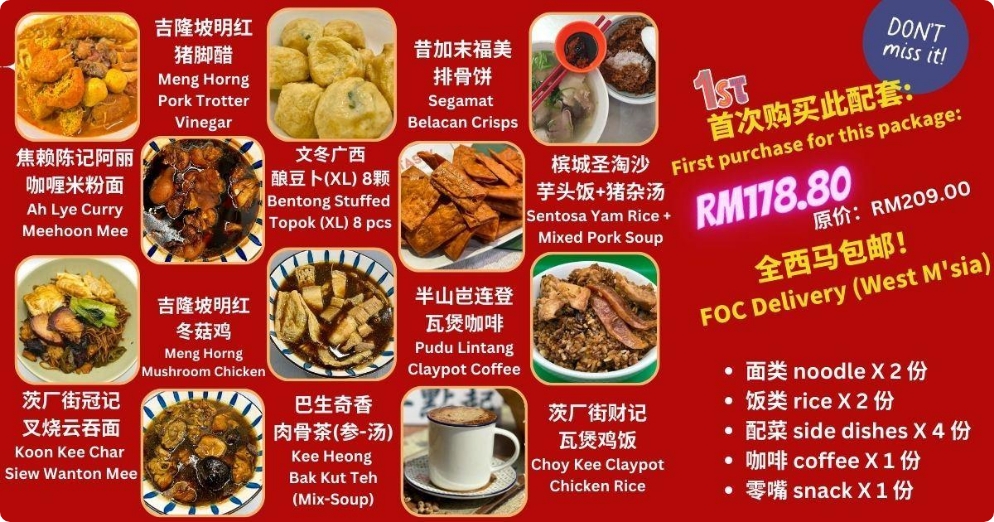 吉隆坡明红
猪脚醋
Meng Horng
Pork Trotter
Vinegar
昔加末福美
排骨饼
Segamat
Belacan Crisps
焦赖陈记阿丽
咖喱米粉面
Ah Lye Curry
Meehoon Mee
文冬广西
酿豆卜(XL) 8颗
Bentong Stuffed
Topok (XL) 8 pcs
槟城圣淘沙
芋头饭+猪杂汤
Sentosa Yam Rice +
Mixed Pork Soup
吉隆坡明红
冬菇鸡
Meng Horng
Mushroom Chicken
半山芭连登
瓦煲咖啡
Pudu Lintang
Claypot Coffee
茨厂街冠记
叉烧云吞面
Koon Kee Char
Siew Wanton Mee
巴生奇香
肉骨茶(参-汤)
Kee Heong
Bak Kut Teh
(Mix-Soup)
茨厂街财记
瓦煲鸡饭
Choy Kee Claypot
Chicken Rice
DON'T
miss it!
1ST
首次购买此配套:
First purchase for this package:
RM178.80
原价：RM209.00
全西马包邮!
FOC Delivery (West M'sia)
• 面类 noodle X 2 份
• 饭类 rice X 2 份
• 配菜 side dishes X 4 份
• 咖啡 coffee X 1 份
• 零嘴 snack X 1 份